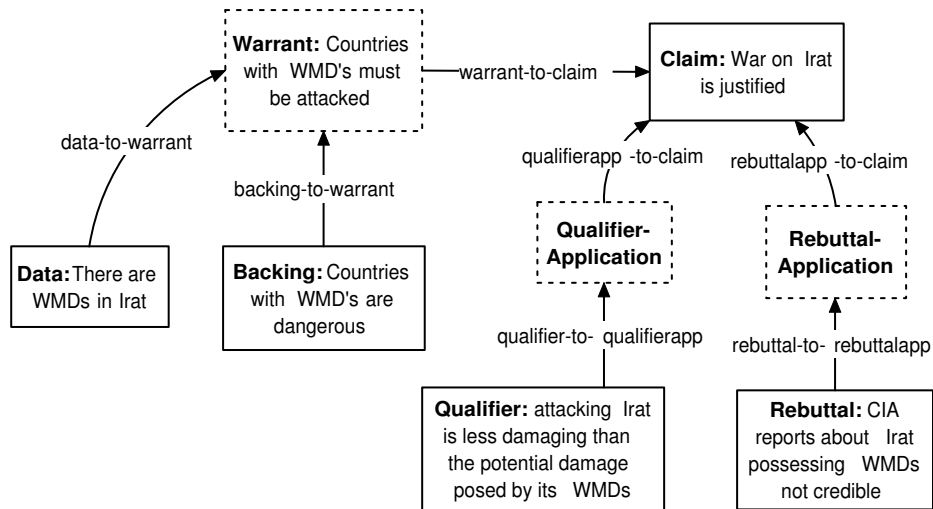 Warrant: Countries
with WMD's must
be attacked
warrant-to-claim
Claim: War on Irat
is justified
data-to-warrant
qualifierapp -to-claim
rebuttalapp -to-claim
backing-to-warrant
Qualifier-
Application
Rebuttal-
Application
Data: There are
WMDs in Irat
Backing: Countries
with WMD's are
dangerous
qualifier-to- qualifierapp
rebuttal-to- rebuttalapp
Qualifier: attacking Irat
is less damaging than
the potential damage
posed by its WMDs
Rebuttal: CIA
reports about Irat
possessing WMDs
not credible